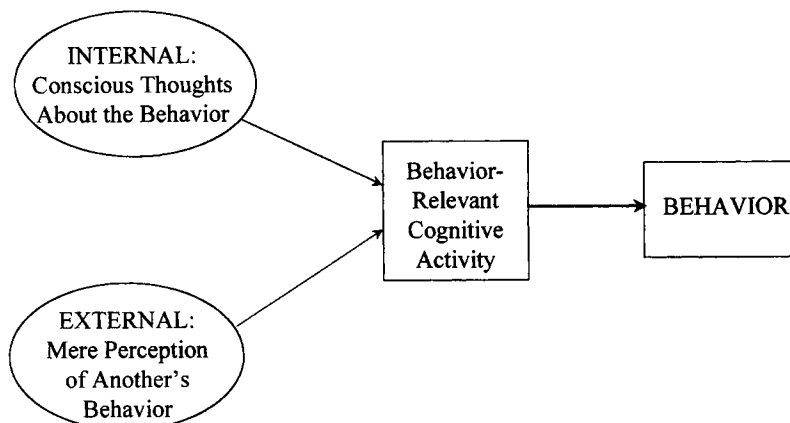 INTERNAL:
Conscious Thoughts
About the Behavior
Behavior-
Relevant
Cognitive
Activity
BEHAVIOR
EXTERNAL:
Mere Perception
of Another's
Behavior